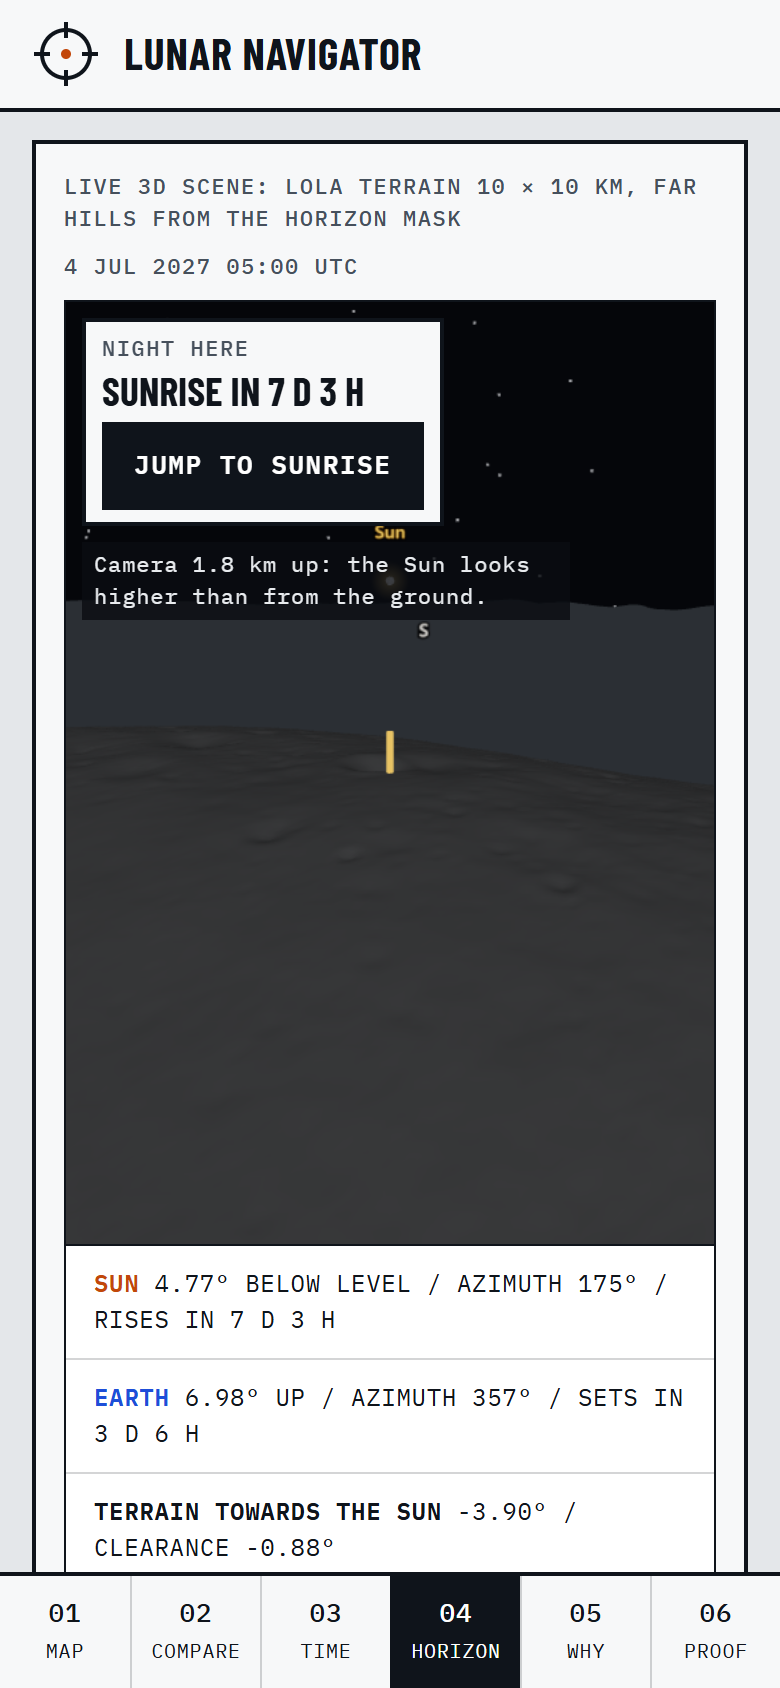 LUNAR NAVIGATOR
LIVE 3D SCENE: LOLA TERRAIN 10 × 10 KM, FAR
HILLS FROM THE HORIZON MASK
4 JUL 2027 05:00 UTC
NIGHT HERE
SUNRISE IN 7 D 3 H
JUMP TO SUNRISE
Sun
Camera 1.8 km up: the Sun looks
higher than from the ground.
S
SUN 4.77° BELOW LEVEL / AZIMUTH 175° /
RISES IN 7 D 3 H
EARTH 6.98° UP / AZIMUTH 357° / SETS IN
3 D 6 H
TERRAIN TOWARDS THE SUN -3.90° /
CLEARANCE -0.88°
01 02 03 04 05 06
MAP COMPARE TIME HORIZON WHY PROOF